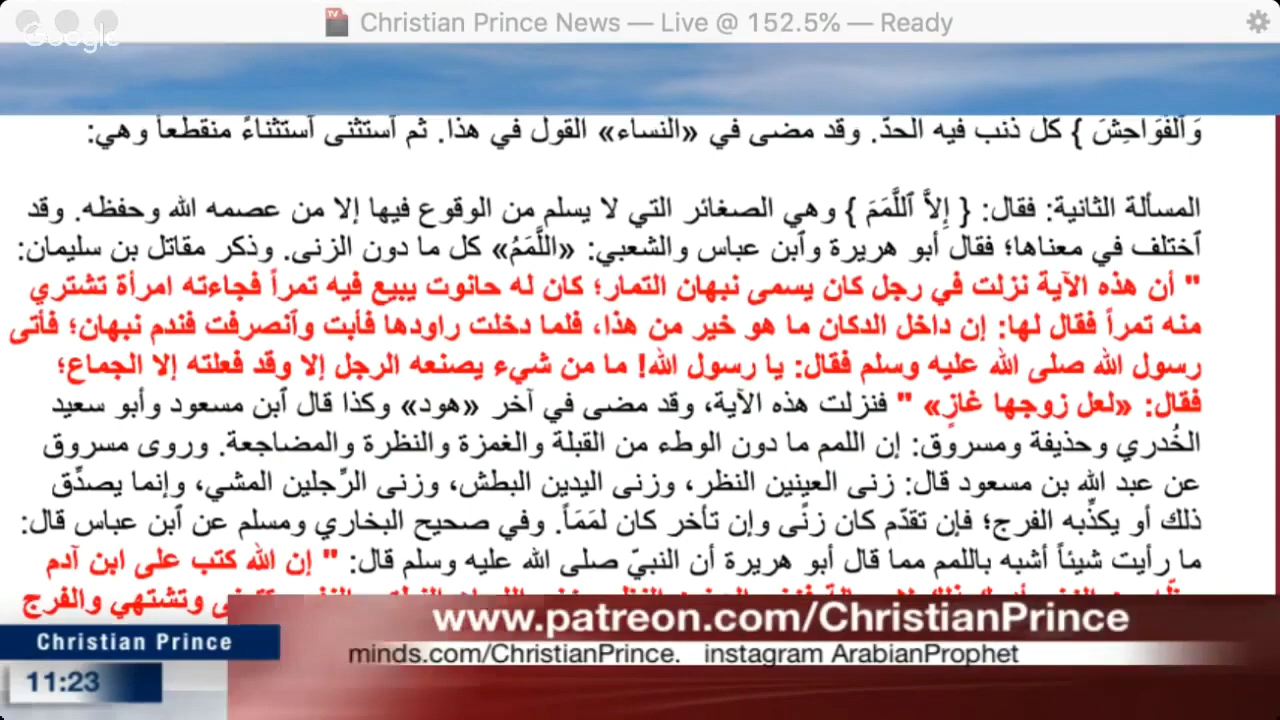 Christian Prince News — Live @ 152.5% — Ready
Google
وَٱلْفَوَاحِشَ } كل ذنب فيه الحدّ. وقد مضى في «النساء» القول في هذا. ثم ٱستثنى ٱستثناءً منقطعاً وهي:
المسألة الثانية: فقال: { إِلاَّ ٱللَّمَمَ } وهي الصغائر التي لا يسلم من الوقوع فيها إلا من عصمه الله وحفظه. وقد
ٱختلف في معناها؛ فقال أبو هريرة وٱبن عباس والشعبي: «اللَّمَمُ» كل ما دون الزنى. وذكر مقاتل بن سليمان:
" أن هذه الآية نزلت في رجل كان يسمى نبهان التمار؛ كان له حانوت يبيع فيه تمراً فجاءته امرأة تشتري
منه تمراً فقال لها: إن داخل الدكان ما هو خير من هذا، فلما دخلت راودها فأبت وٱنصرفت فندم نبهان؛ فأتى
رسول الله صلى الله عليه وسلم فقال: يا رسول الله! ما من شيء يصنعه الرجل إلا وقد فعلته إلا الجماع؛
فقال: «لعل زوجها غازٍ» " فنزلت هذه الآية، وقد مضى في آخر «هود» وكذا قال ٱبن مسعود وأبو سعيد
الخُدري وحذيفة ومسروق: إن اللمم ما دون الوطء من القبلة والغمزة والنظرة والمضاجعة. وروى مسروق
عن عبد الله بن مسعود قال: زنى العينين النظر، وزنى اليدين البطش، وزنى الرِّجلين المشي، وإنما يصدِّق
ذلك أو يكذِّبه الفرج؛ فإن تقدّم كان زنًى وإن تأخر كان لمَمَاً. وفي صحيح البخاري ومسلم عن ٱبن عباس قال:
ما رأيت شيئاً أشبه باللمم مما قال أبو هريرة أن النبيّ صلى الله عليه وسلم قال: " إن الله كتب على ابن آدم
وتشتهي والفرج
www.patreon.com/ChristianPrince
Christian Prince
minds.com/ChristianPrince. instagram ArabianProphet
11:23